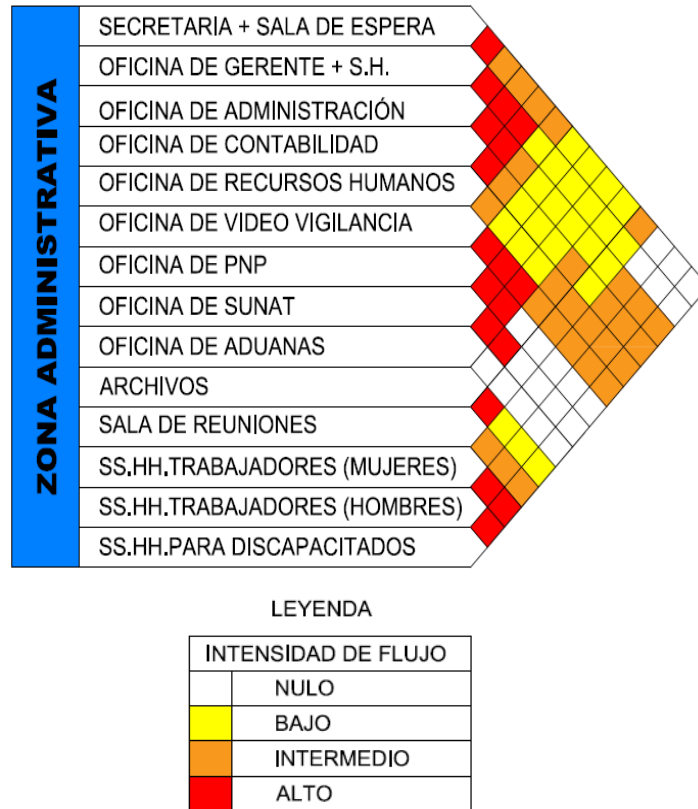 ZONA ADMINISTRATIVA
SECRETARIA + SALA DE ESPERA
OFICINA DE GERENTE + S.H.
OFICINA DE ADMINISTRACIÓN
OFICINA DE CONTABILIDAD
OFICINA DE RECURSOS HUMANOS
OFICINA DE VIDEO VIGILANCIA
OFICINA DE PNP
OFICINA DE SUNAT
OFICINA DE ADUANAS
ARCHIVOS
SALA DE REUNIONES
SS.HH.TRABAJADORES (MUJERES)
SS.HH.TRABAJADORES (HOMBRES)
SS.HH.PARA DISCAPACITADOS
LEYENDA
INTENSIDAD DE FLUJO
NULO
BAJO
INTERMEDIO
ALTO